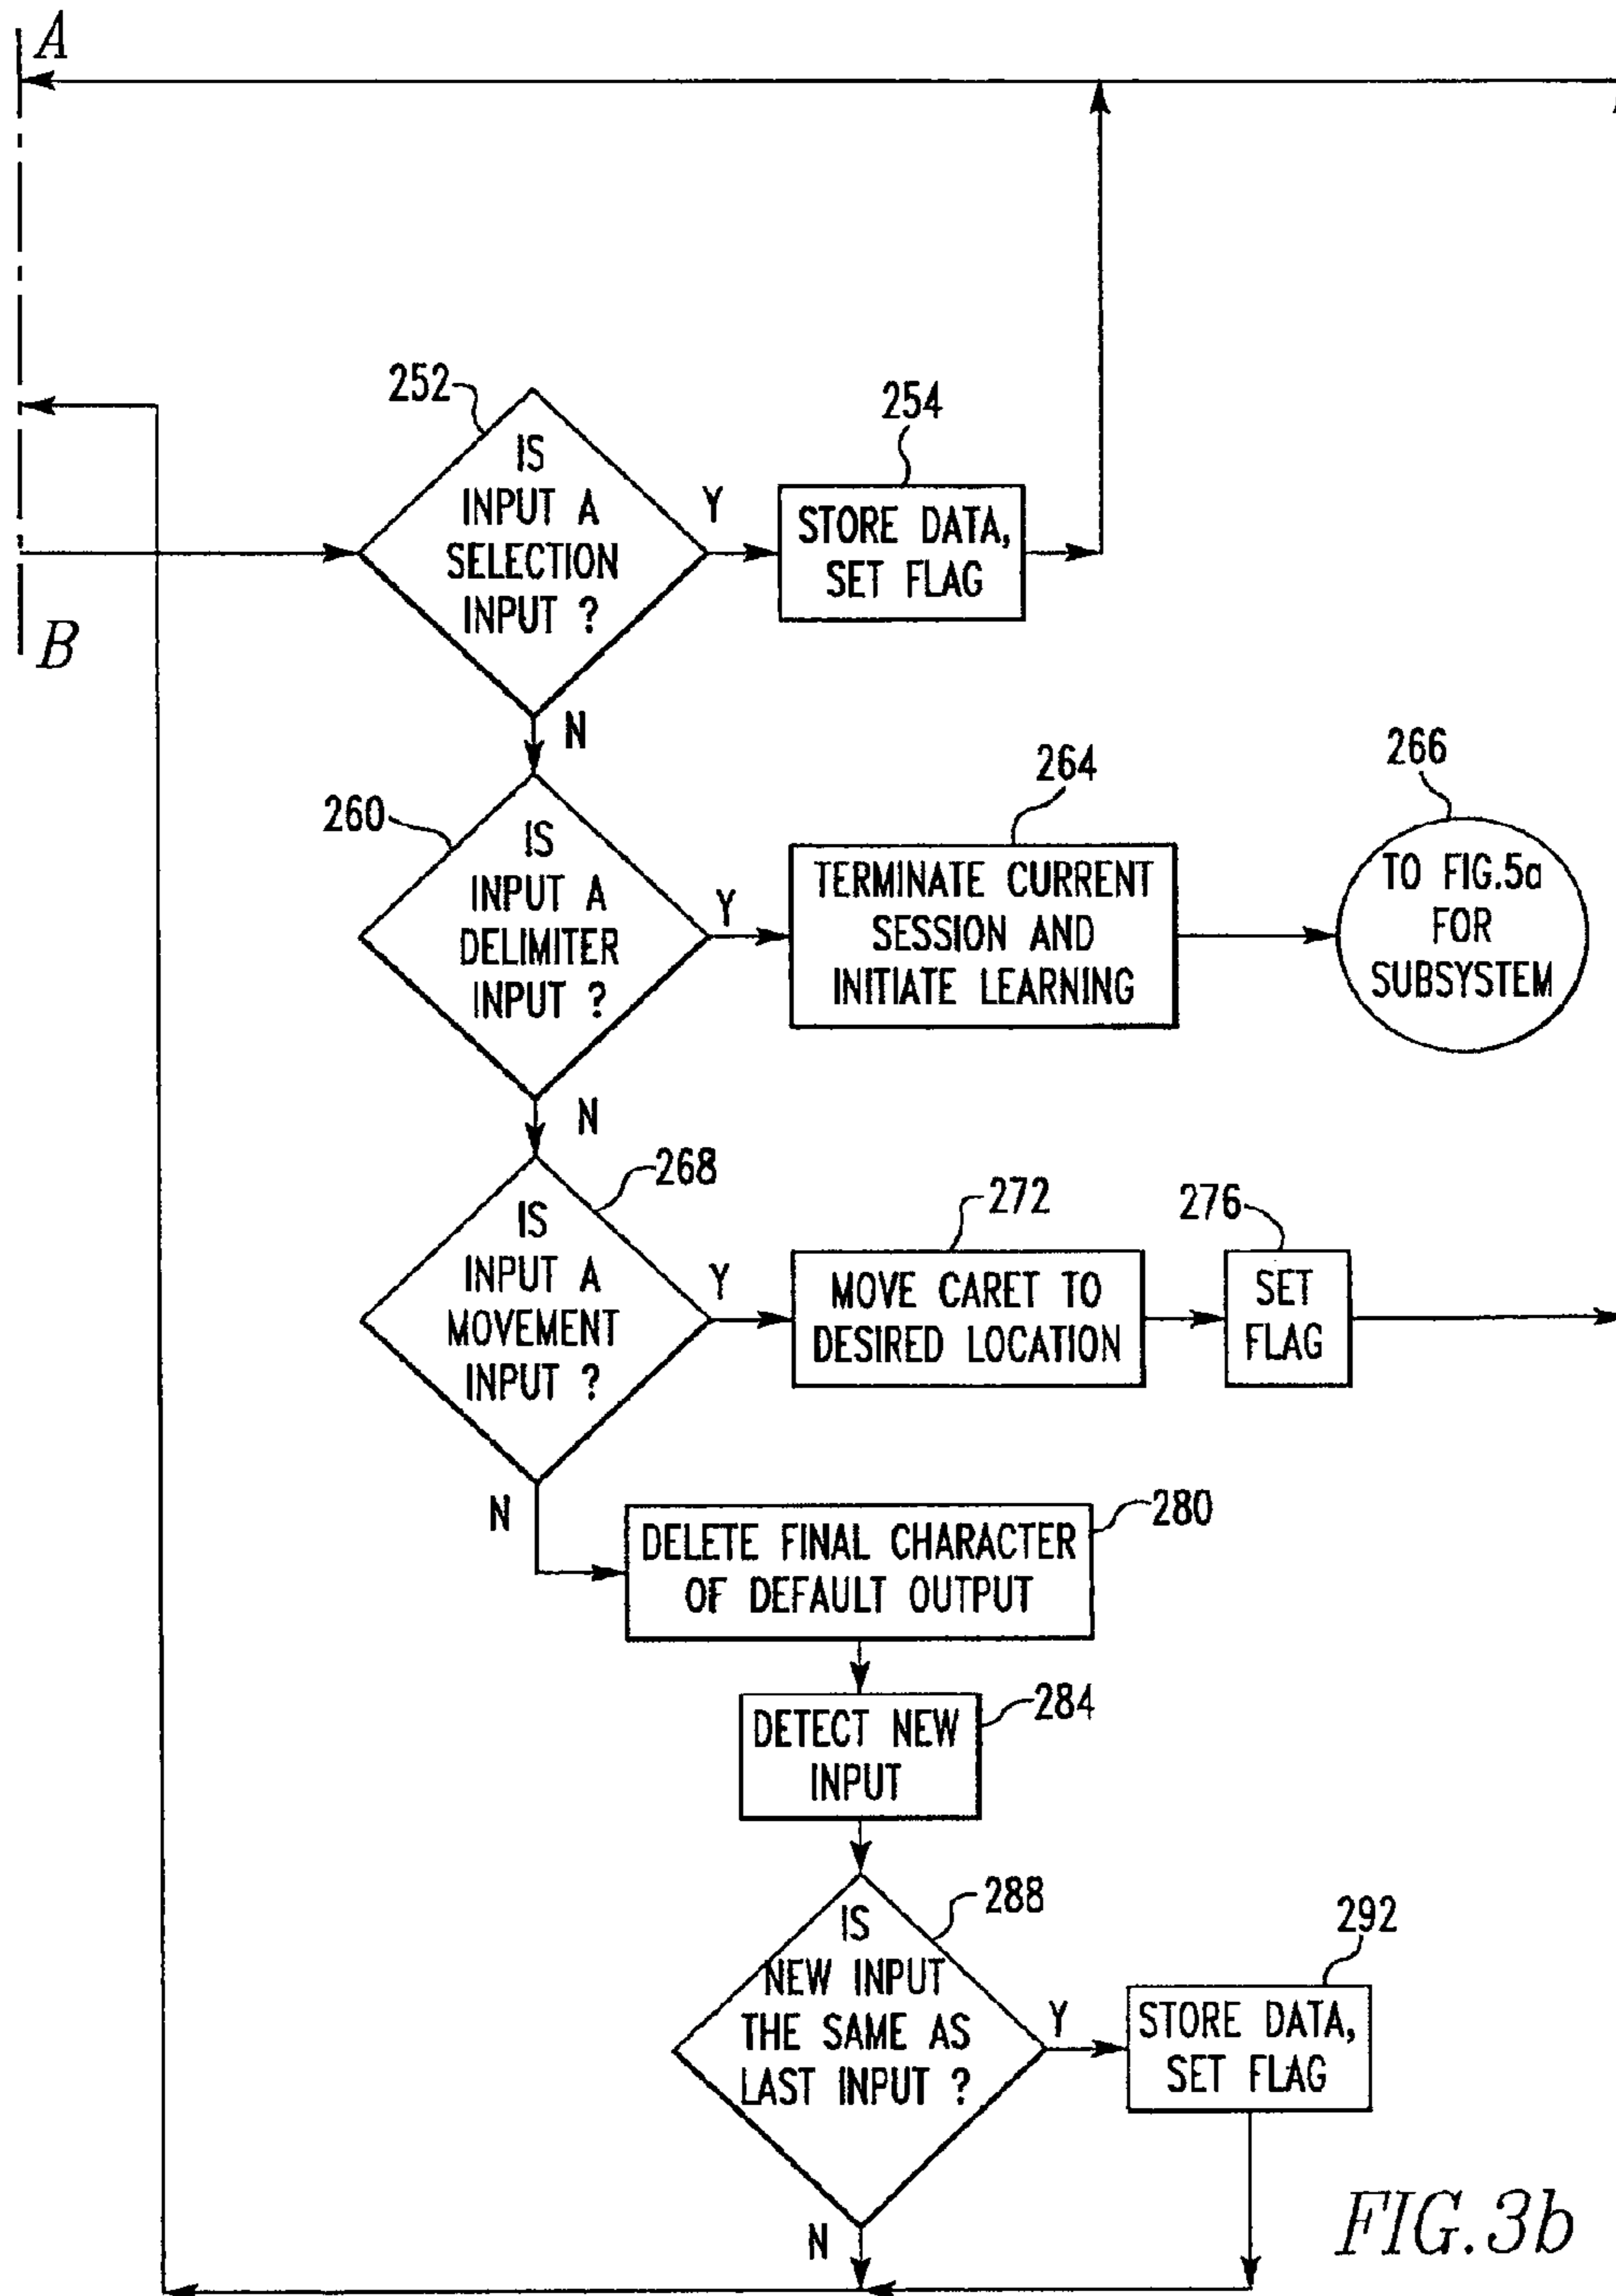 A
252
IS
INPUT A
SELECTION
INPUT ?
Y
254
STORE DATA,
SET FLAG
B
N
260
IS
INPUT A
DELIMITER
INPUT ?
Y
264
TERMINATE CURRENT
SESSION AND
INITIATE LEARNING
266
TO FIG.5a
FOR
SUBSYSTEM
N
268
IS
INPUT A
MOVEMENT
INPUT ?
Y
272
MOVE CARET TO
DESIRED LOCATION
276
SET
FLAG
N
280
DELETE FINAL CHARACTER
OF DEFAULT OUTPUT
284
DETECT NEW
INPUT
288
IS
NEW INPUT
THE SAME AS
LAST INPUT ?
Y
292
STORE DATA,
SET FLAG
N
FIG.3b